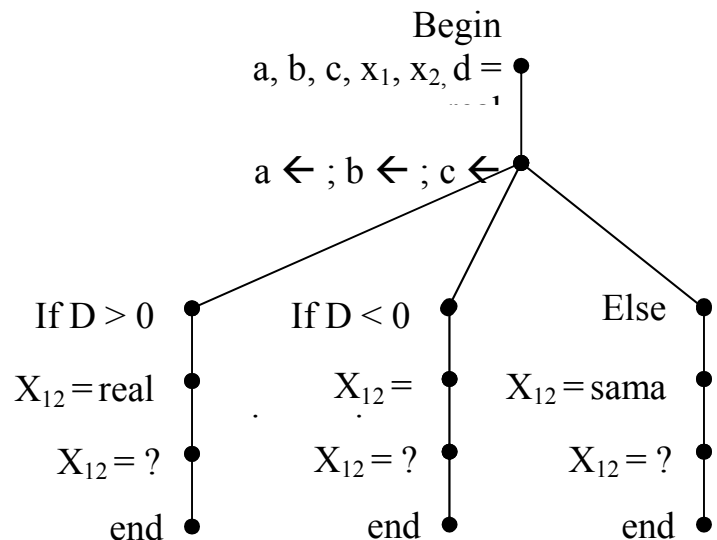 Begin
a, b, c, x₁, x₂, d =
a ← ; b ← ; c ←
If D > 0
If D < 0
Else
X₁₂ = real
X₁₂ =
X₁₂ = sama
X₁₂ = ?
X₁₂ = ?
X₁₂ = ?
end
end
end